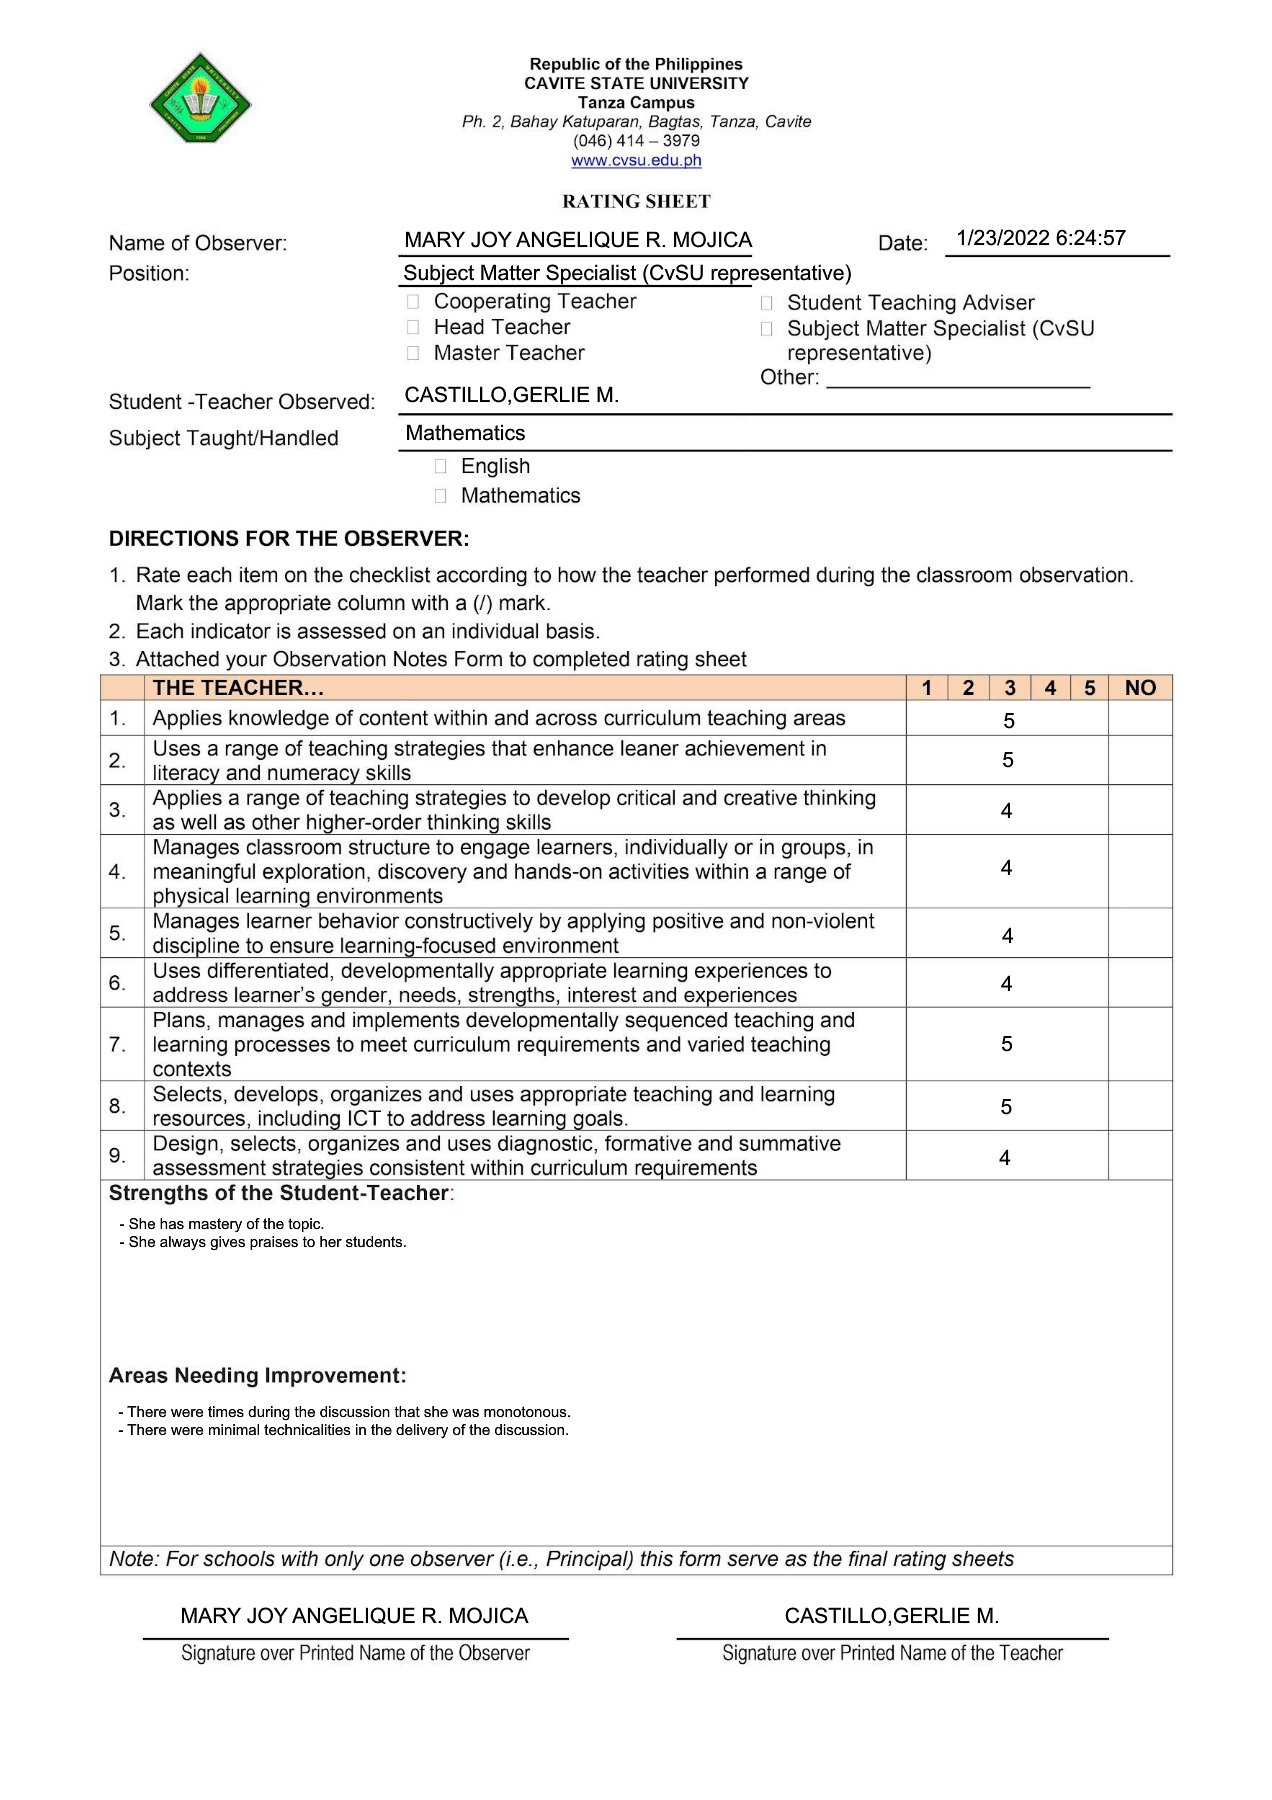 Republic of the Philippines
CAVITE STATE UNIVERSITY
Tanza Campus
Ph. 2, Bahay Katuparan, Bagtas, Tanza, Cavite
(046) 414 – 3979
www.cvsu.edu.ph
RATING SHEET
Name of Observer: MARY JOY ANGELIQUE R. MOJICA Date: 1/23/2022 6:24:57
Position: Subject Matter Specialist (CvSU representative)
Cooperating Teacher
Head Teacher
Master Teacher
Student Teaching Adviser
Subject Matter Specialist (CvSU
representative)
Other:
Student -Teacher Observed: CASTILLO,GERLIE M.
Subject Taught/Handled Mathematics
English
Mathematics
DIRECTIONS FOR THE OBSERVER:
1. Rate each item on the checklist according to how the teacher performed during the classroom observation.
Mark the appropriate column with a (/) mark.
2. Each indicator is assessed on an individual basis.
3. Attached your Observation Notes Form to completed rating sheet
THE TEACHER… 1 2 3 4 5 NO
1. Applies knowledge of content within and across curriculum teaching areas 5
2. Uses a range of teaching strategies that enhance leaner achievement in
literacy and numeracy skills 5
3. Applies a range of teaching strategies to develop critical and creative thinking
as well as other higher-order thinking skills 4
4. Manages classroom structure to engage learners, individually or in groups, in
meaningful exploration, discovery and hands-on activities within a range of
physical learning environments 4
5. Manages learner behavior constructively by applying positive and non-violent
discipline to ensure learning-focused environment 4
6. Uses differentiated, developmentally appropriate learning experiences to
address learner’s gender, needs, strengths, interest and experiences 4
7. Plans, manages and implements developmentally sequenced teaching and
learning processes to meet curriculum requirements and varied teaching
contexts 5
8. Selects, develops, organizes and uses appropriate teaching and learning
resources, including ICT to address learning goals. 5
9. Design, selects, organizes and uses diagnostic, formative and summative
assessment strategies consistent within curriculum requirements 4
Strengths of the Student-Teacher:
- She has mastery of the topic.
- She always gives praises to her students.
Areas Needing Improvement:
- There were times during the discussion that she was monotonous.
- There were minimal technicalities in the delivery of the discussion.
Note: For schools with only one observer (i.e., Principal) this form serve as the final rating sheets
MARY JOY ANGELIQUE R. MOJICA CASTILLO,GERLIE M.
Signature over Printed Name of the Observer Signature over Printed Name of the Teacher